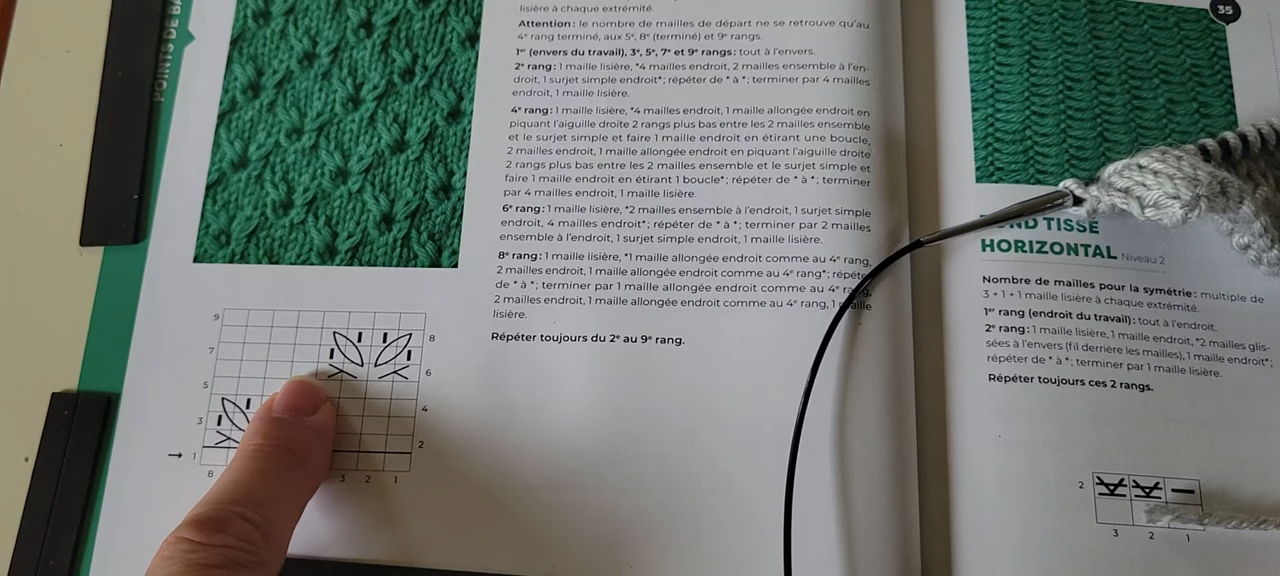 POINTS DE BA
lisière à chaque extrémité.
Attention : le nombre de mailles de départ ne se retrouve qu'au
4e rang terminé, aux 5e, 8e (terminé) et 9e rangs.
1er (envers du travail), 3e, 5e, 7e et 9e rangs : tout à l'envers.
2e rang : 1 maille lisière, *4 mailles endroit, 2 mailles ensemble à l'en-
droit, 1 surjet simple endroit*; répéter de * à *; terminer par 4 mailles
endroit, 1 maille lisière.
4e rang : 1 maille lisière, *4 mailles endroit, 1 maille allongée endroit en
piquant l'aiguille droite 2 rangs plus bas entre les 2 mailles ensemble
et le surjet simple et faire 1 maille endroit en étirant une boucle,
2 mailles endroit, 1 maille allongée endroit en piquant l'aiguille droite
2 rangs plus bas entre les 2 mailles ensemble et le surjet simple et
faire 1 maille endroit en étirant 1 boucle*; répéter de * à *; terminer
par 4 mailles endroit, 1 maille lisière.
6e rang : 1 maille lisière, *2 mailles ensemble à l'endroit, 1 surjet simple
endroit, 4 mailles endroit*; répéter de * à *; terminer par 2 mailles
ensemble à l'endroit, 1 surjet simple endroit, 1 maille lisière.
8e rang : 1 maille lisière, *1 maille allongée endroit comme au 4e rang,
2 mailles endroit, 1 maille allongée endroit comme au 4e rang*; répéte
de * à *; terminer par 1 maille allongée endroit comme au 4e rang,
2 mailles endroit, 1 maille allongée endroit comme au 4e rang, 1 maille
lisière.
Répéter toujours du 2e au 9e rang.
9
8
7
6
5
4
3
2
1
8 3 2 1
35
ND TISSÉ
HORIZONTAL Niveau 2
Nombre de mailles pour la symétrie : multiple de
3 + 1 + 1 maille lisière à chaque extrémité.
1er rang (endroit du travail) : tout à l'endroit.
2e rang : 1 maille lisière, 1 maille endroit, *2 mailles glis-
sées à l'envers (fil derrière les mailles), 1 maille endroit*;
répéter de * à *; terminer par 1 maille lisière.
Répéter toujours ces 2 rangs.
2
3 2 1